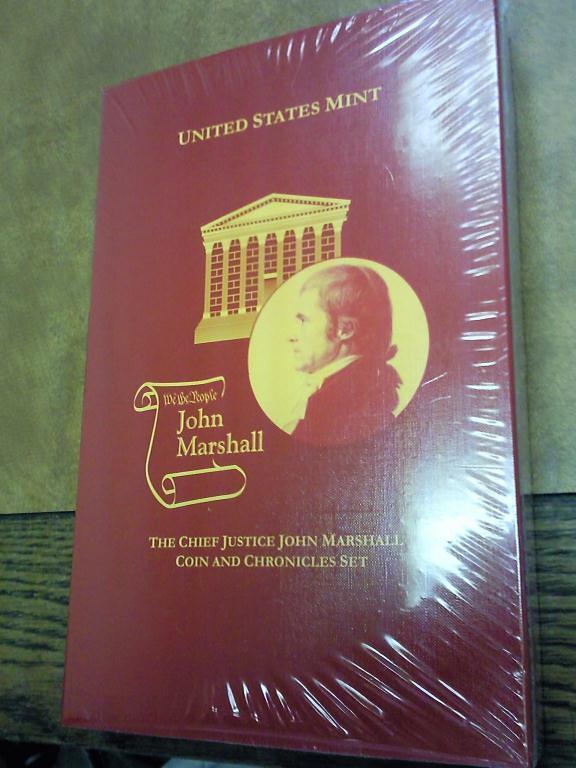 UNITED STATES MINT
We the People
John
Marshall
THE CHIEF JUSTICE JOHN MARSHALL
COIN AND CHRONICLES SET